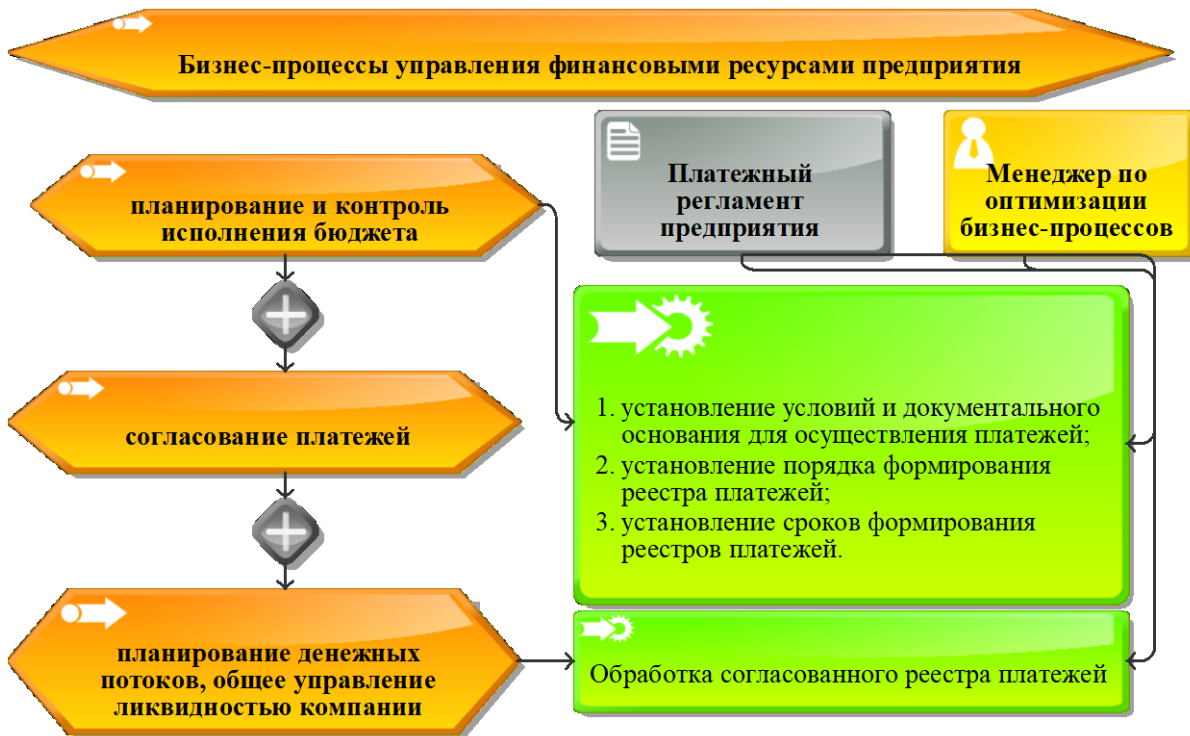 Бизнес-процессы управления финансовыми ресурсами предприятия
планирование и контроль
исполнения бюджета
Платежный
регламент
предприятия
Менеджер по
оптимизации
бизнес-процессов
согласование платежей
1. установление условий и документального
основания для осуществления платежей;
2. установление порядка формирования
реестра платежей;
3. установление сроков формирования
реестров платежей.
планирование денежных
потоков, общее управление
ликвидностью компании
Обработка согласованного реестра платежей